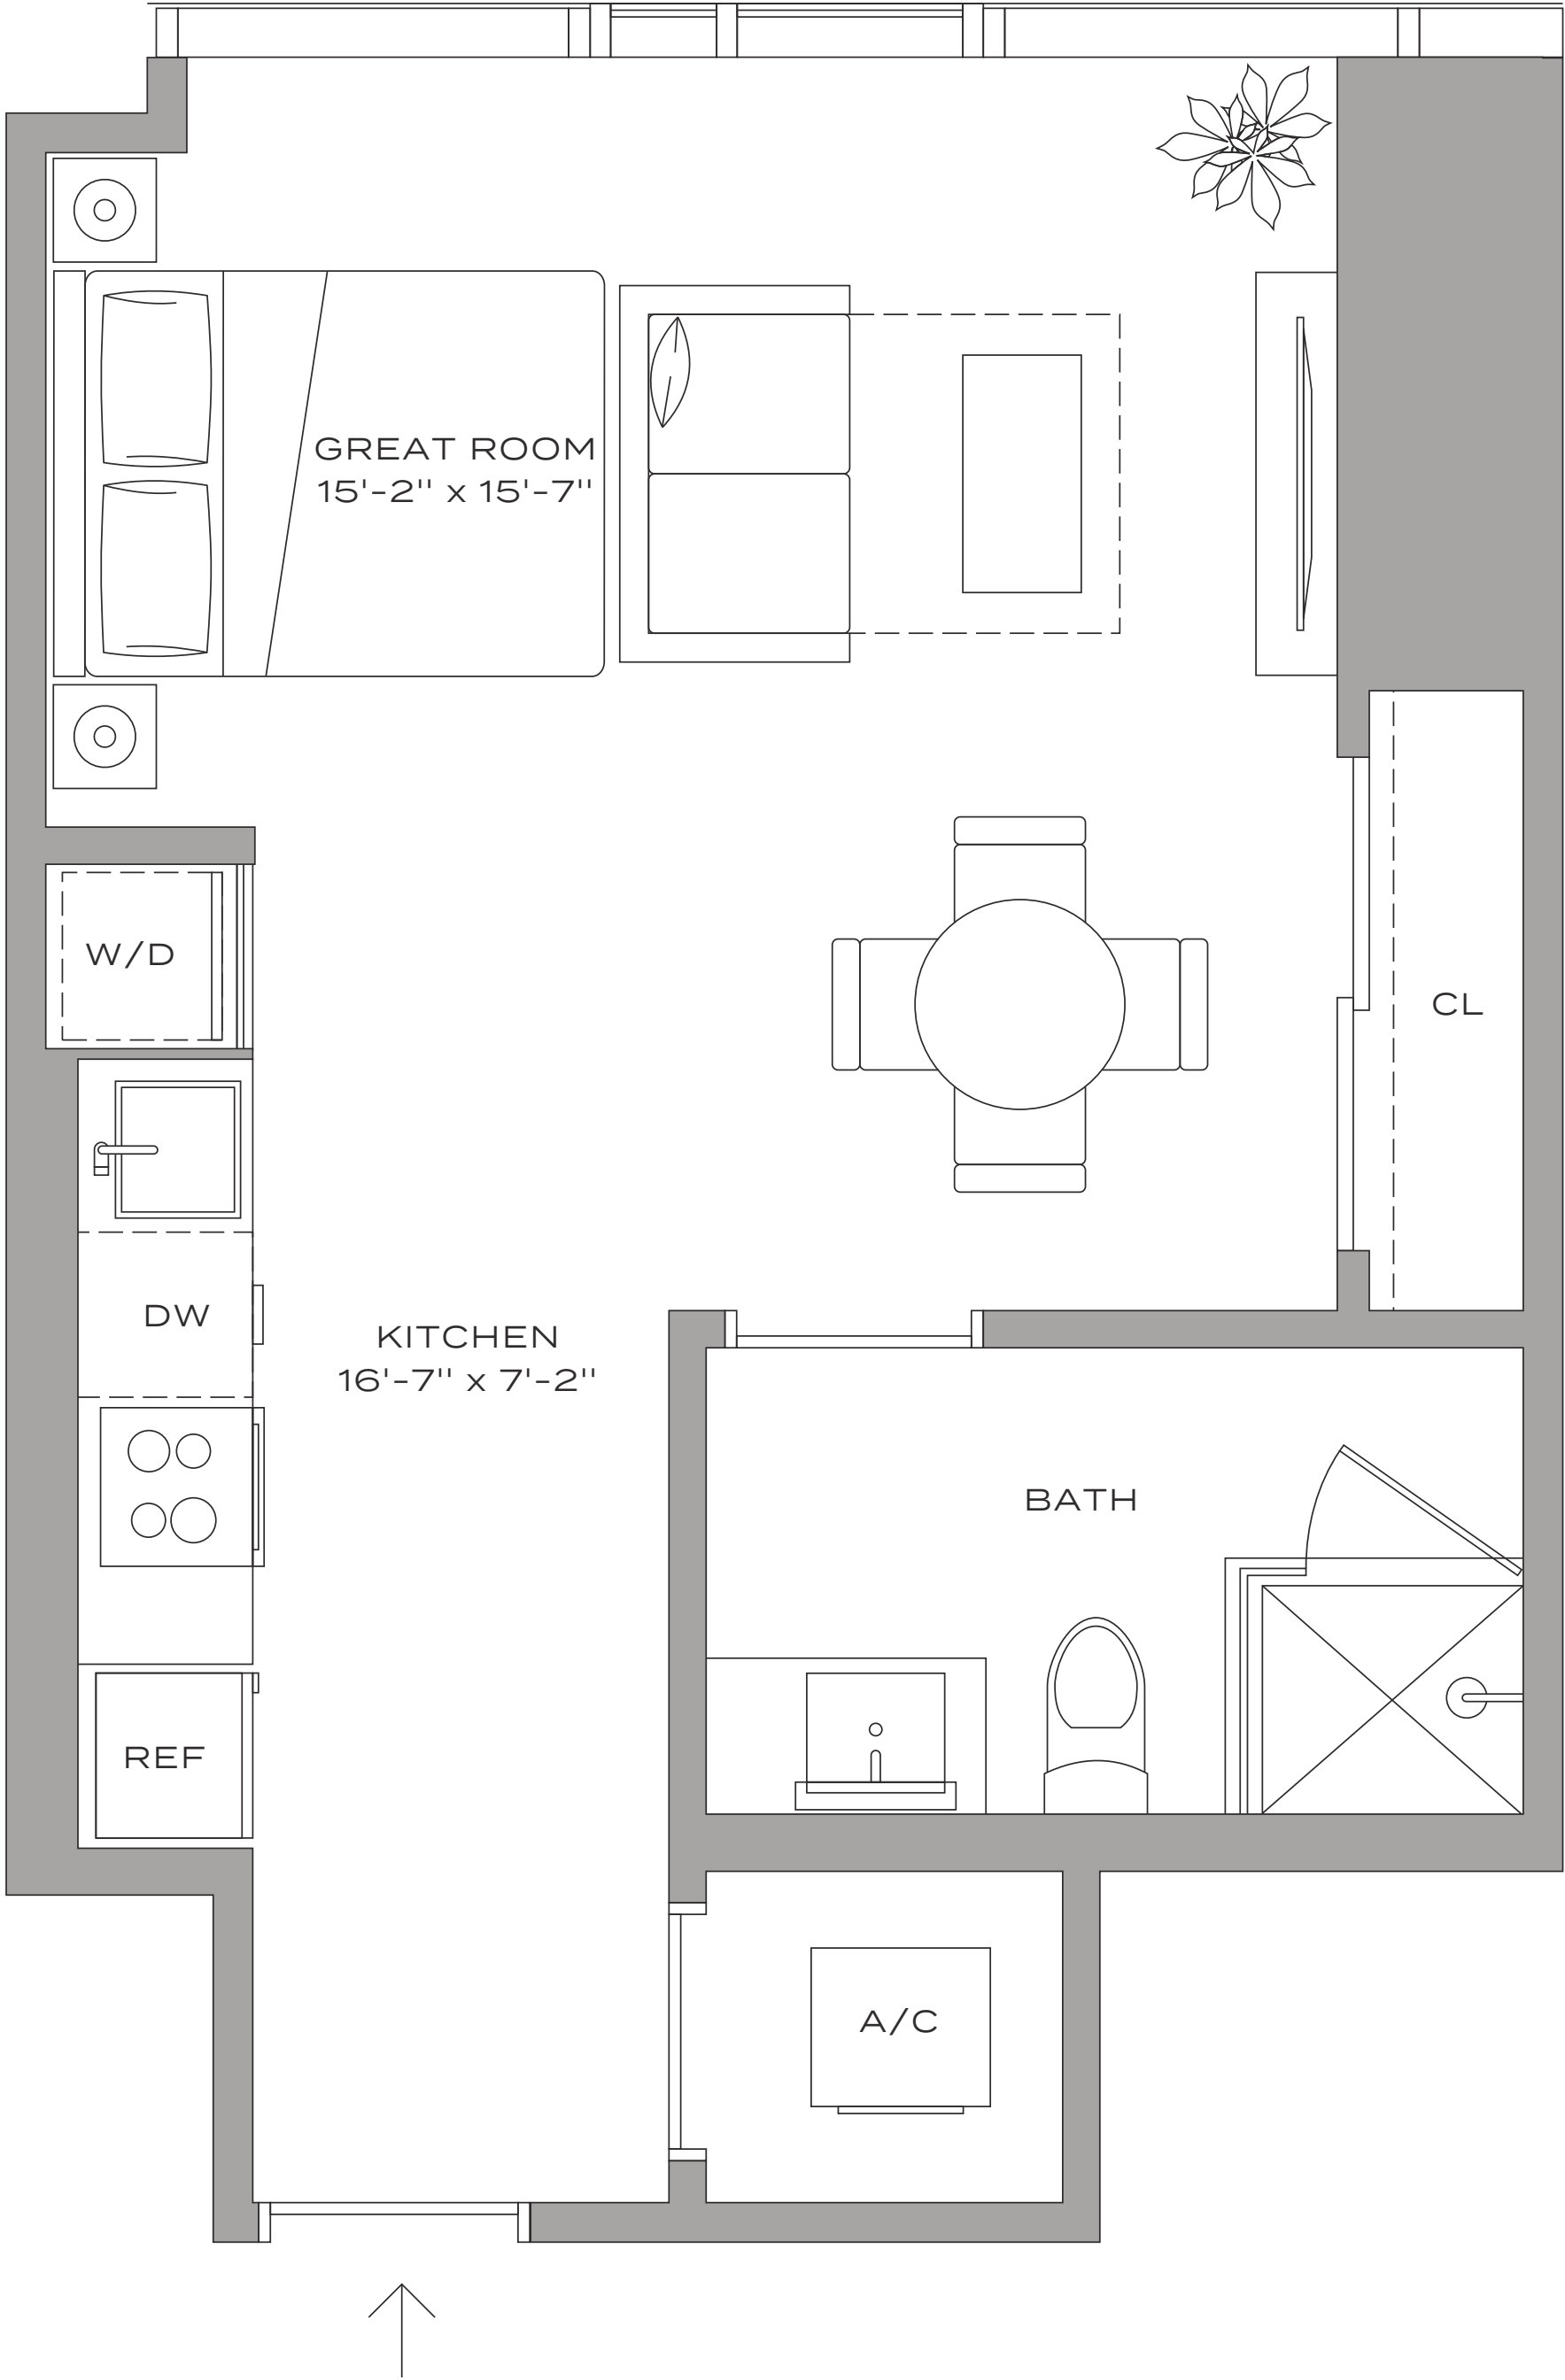 GREAT ROOM
15'-2'' x 15'-7''
W/D
CL
DW
KITCHEN
16'-7'' x 7'-2''
BATH
REF
A/C